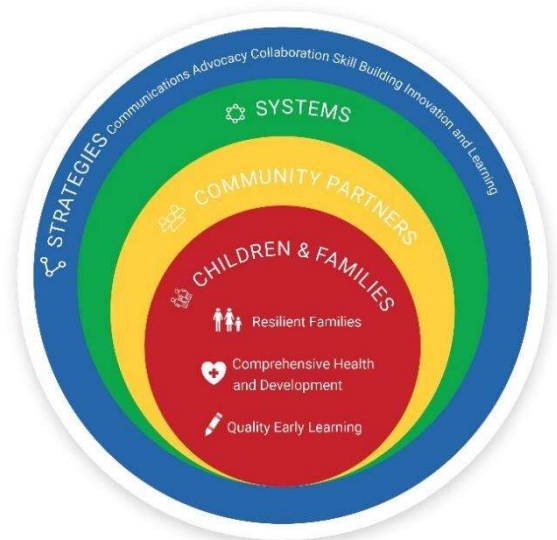 STRATEGIES Communications Advocacy Collaboration Skill Building Innovation and Learning
SYSTEMS
COMMUNITY PARTNERS
CHILDREN & FAMILIES
Resilient Families
Comprehensive Health
and Development
Quality Early Learning